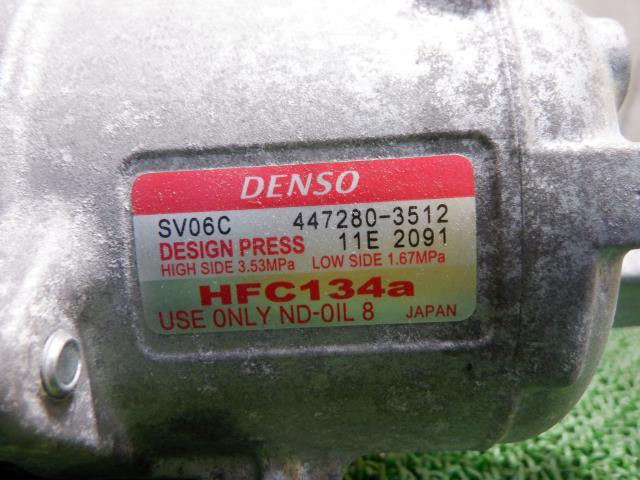 DENSO
SV06C 447280-3512
DESIGN PRESS 11E 2091
HIGH SIDE 3.53MPa LOW SIDE 1.67MPa
HFC134a
USE ONLY ND-OIL 8 JAPAN